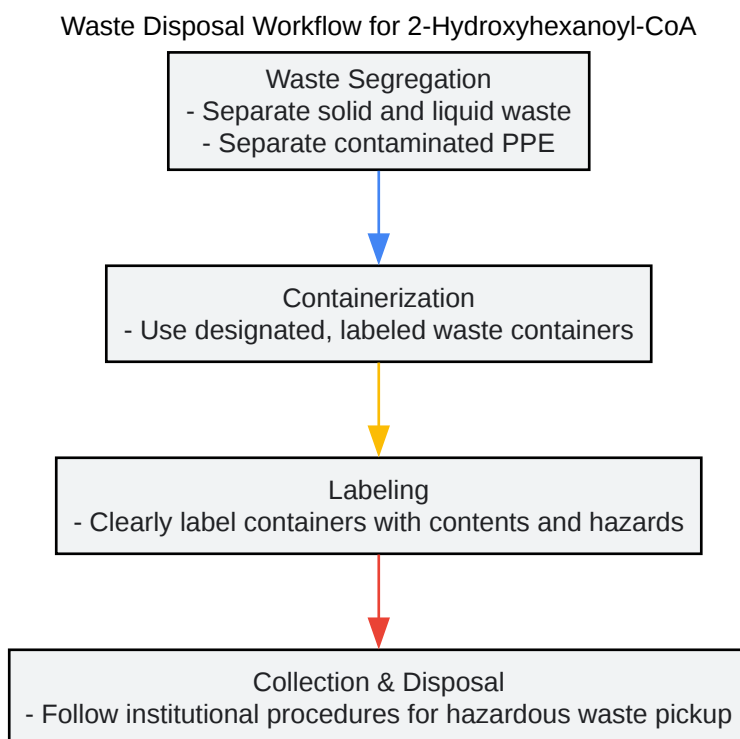 Waste Disposal Workflow for 2-Hydroxyhexanoyl-CoA
Waste Segregation
- Separate solid and liquid waste
- Separate contaminated PPE
Containerization
- Use designated, labeled waste containers
Labeling
- Clearly label containers with contents and hazards
Collection & Disposal
- Follow institutional procedures for hazardous waste pickup